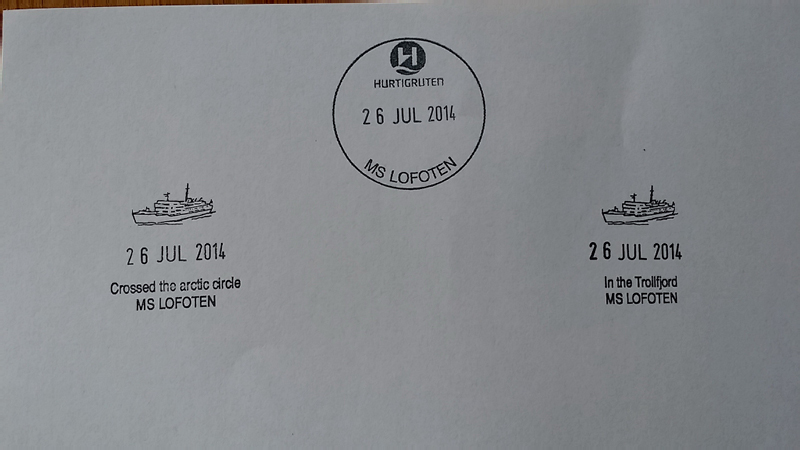 H
HURTIGRUTEN
26 JUL 2014
MS LOFOTEN
26 JUL 2014
Crossed the arctic circle
MS LOFOTEN
26 JUL 2014
In the Trollfjord
MS LOFOTEN